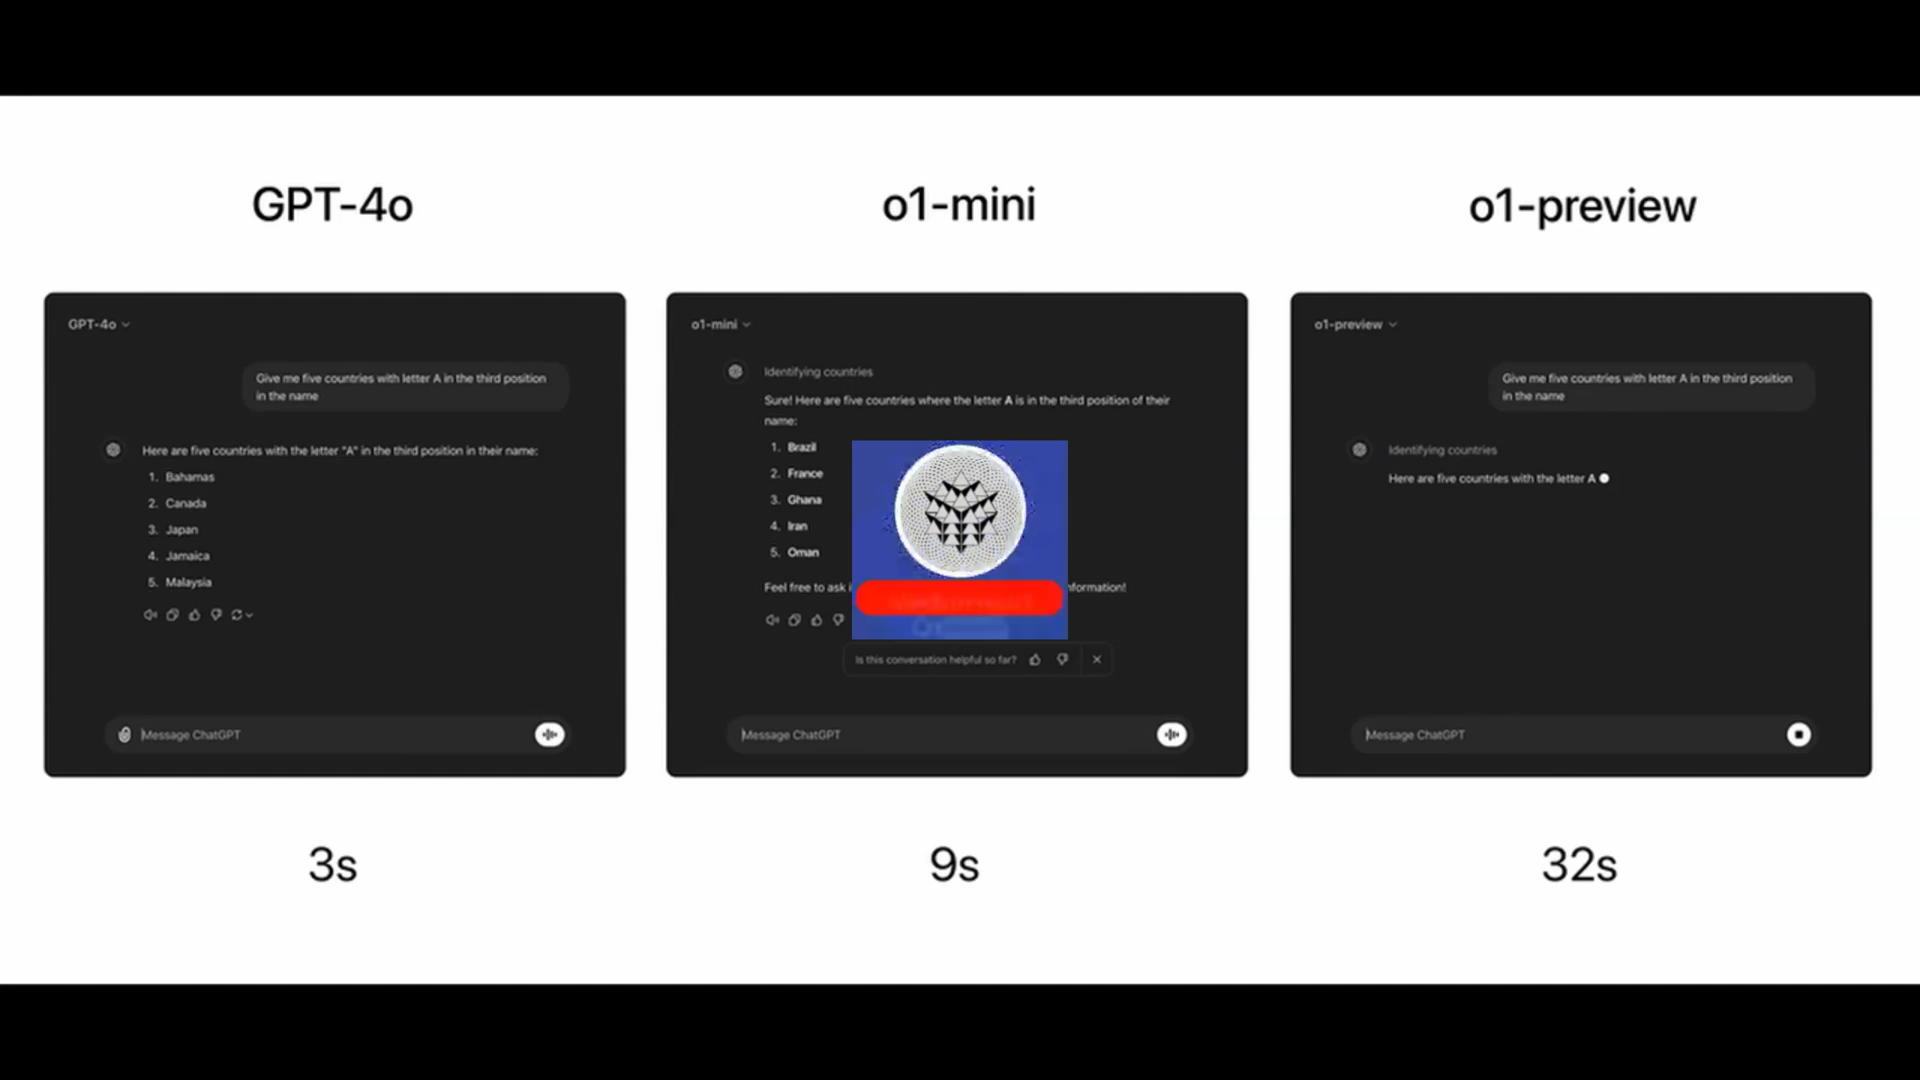 GPT-4o
o1-mini
o1-preview
GPT-4o
Give me five countries with letter A in the third position
in the name
Here are five countries with the letter "A" in the third position in their name:
1. Bahamas
2. Canada
3. Japan
4. Jamaica
5. Malaysia
Message ChatGPT
o1-mini
Identifying countries
Sure! Here are five countries where the letter A is in the third position of their
name:
1. Brazil
2. France
3. Ghana
4. Iran
5. Oman
Feel free to ask
Is this conversation helpful so far?
Message ChatGPT
o1-preview
Give me five countries with letter A in the third position
in the name
Identifying countries
Here are five countries with the letter A
Message ChatGPT
3s
9s
32s